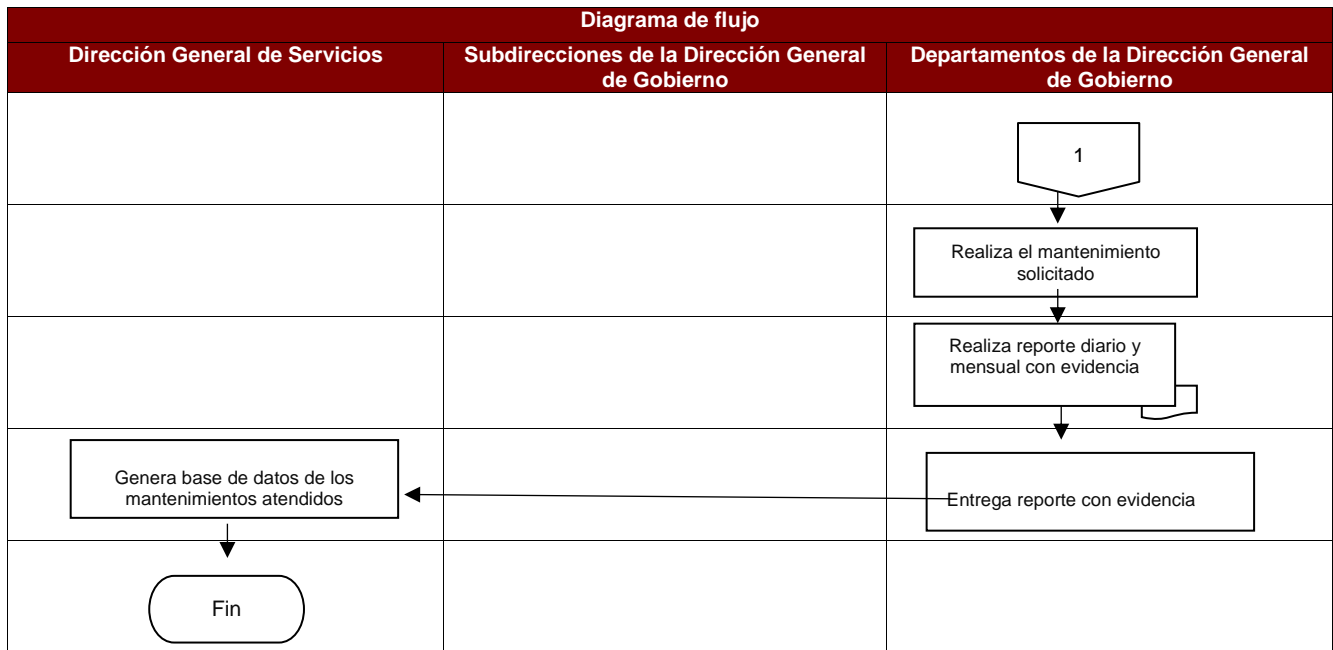 Diagrama de flujo
Dirección General de Servicios
Subdirecciones de la Dirección General
de Gobierno
Departamentos de la Dirección General
de Gobierno
1
Realiza el mantenimiento
solicitado
Realiza reporte diario y
mensual con evidencia
Genera base de datos de los
mantenimientos atendidos
Entrega reporte con evidencia
Fin